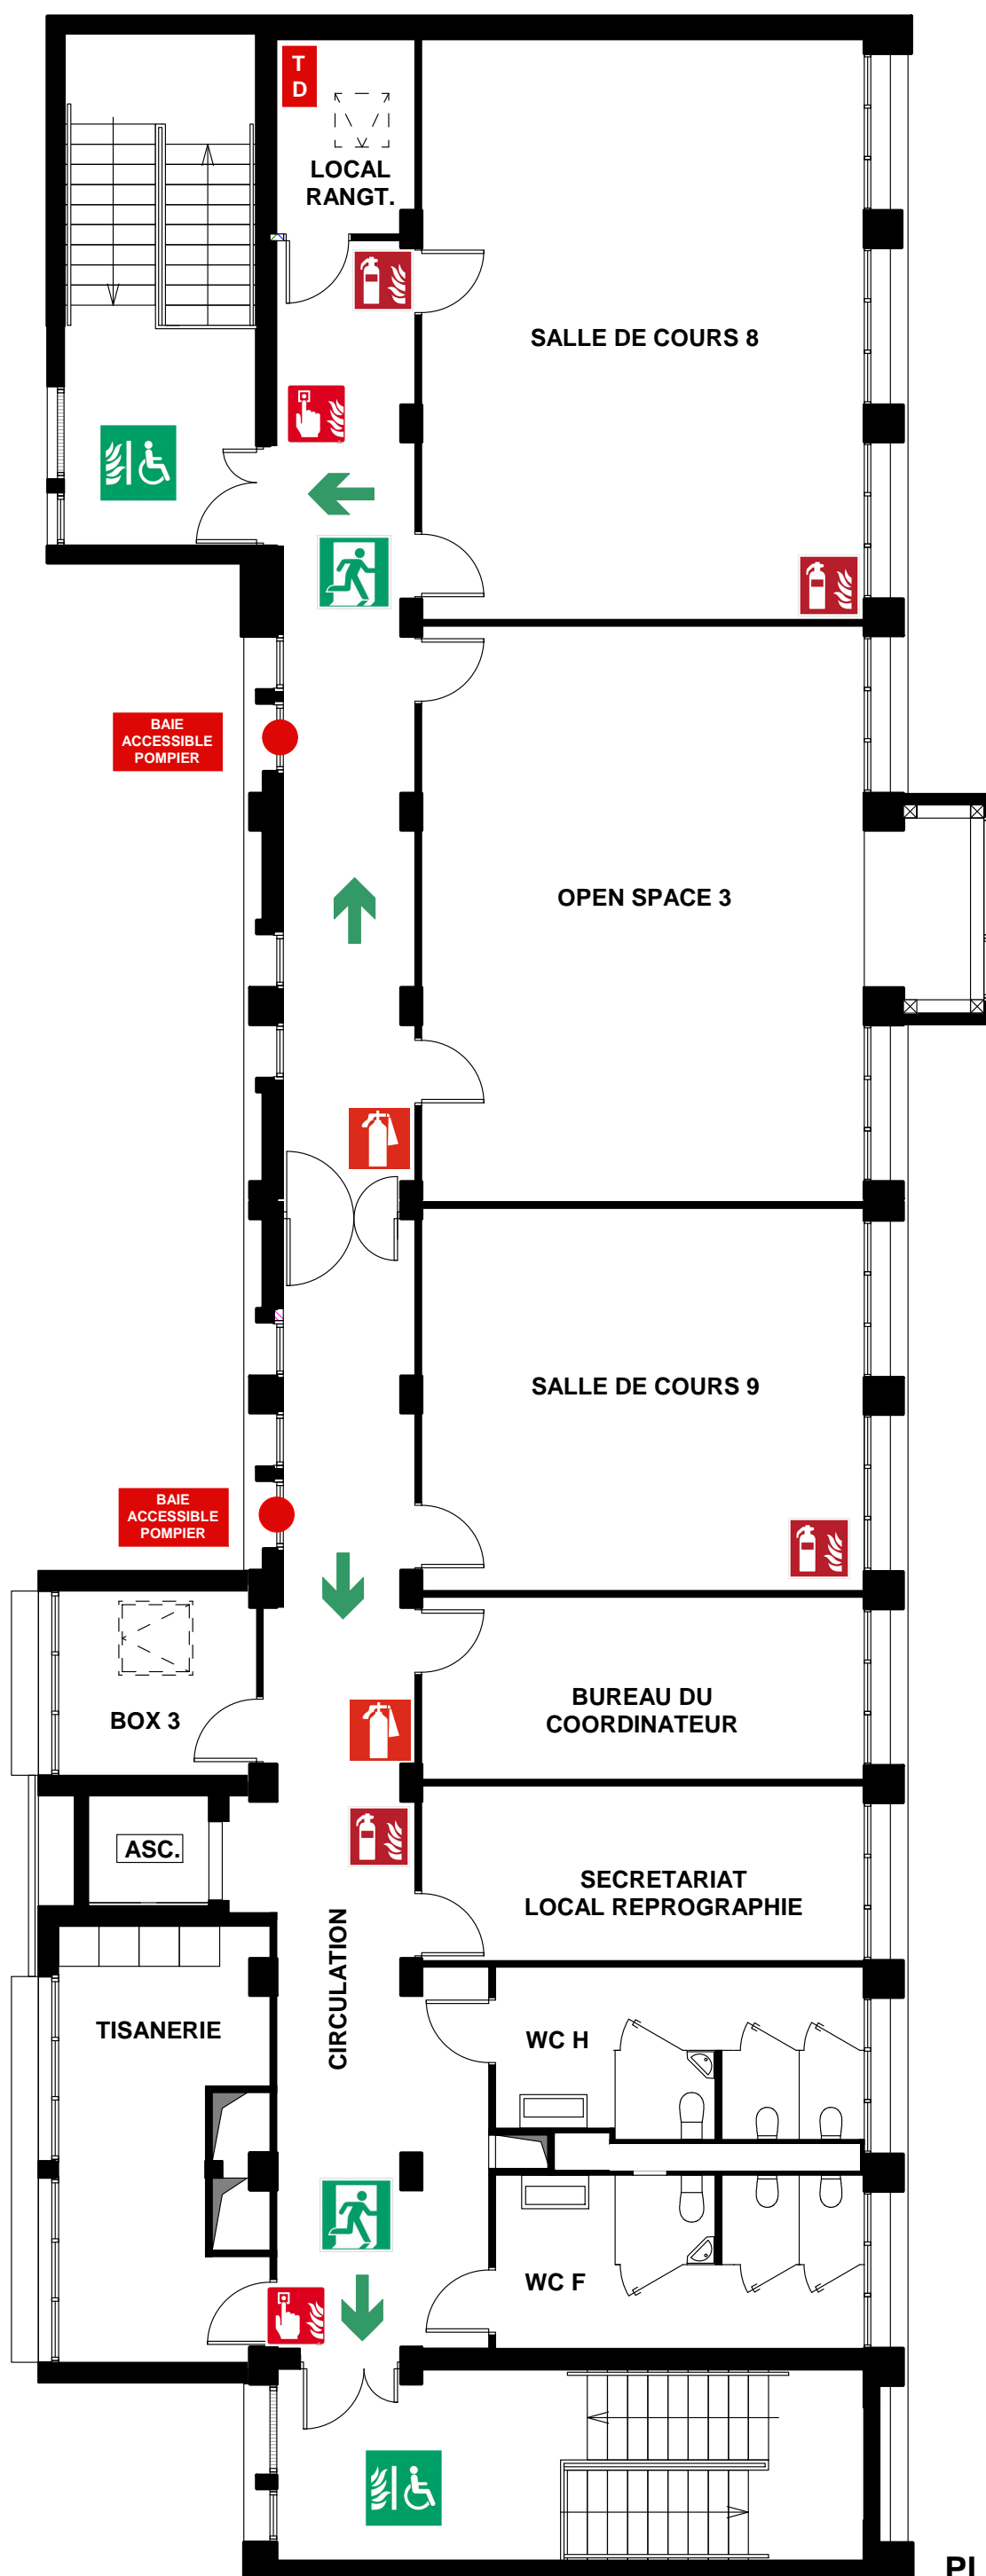 T
D
LOCAL
RANGT.
SALLE DE COURS 8
BAIE
ACCESSIBLE
POMPIER
OPEN SPACE 3
SALLE DE COURS 9
BAIE
ACCESSIBLE
POMPIER
BOX 3
BUREAU DU
COORDINATEUR
ASC.
SECRETARIAT
LOCAL REPROGRAPHIE
CIRCULATION
TISANERIE
WC H
WC F
PI